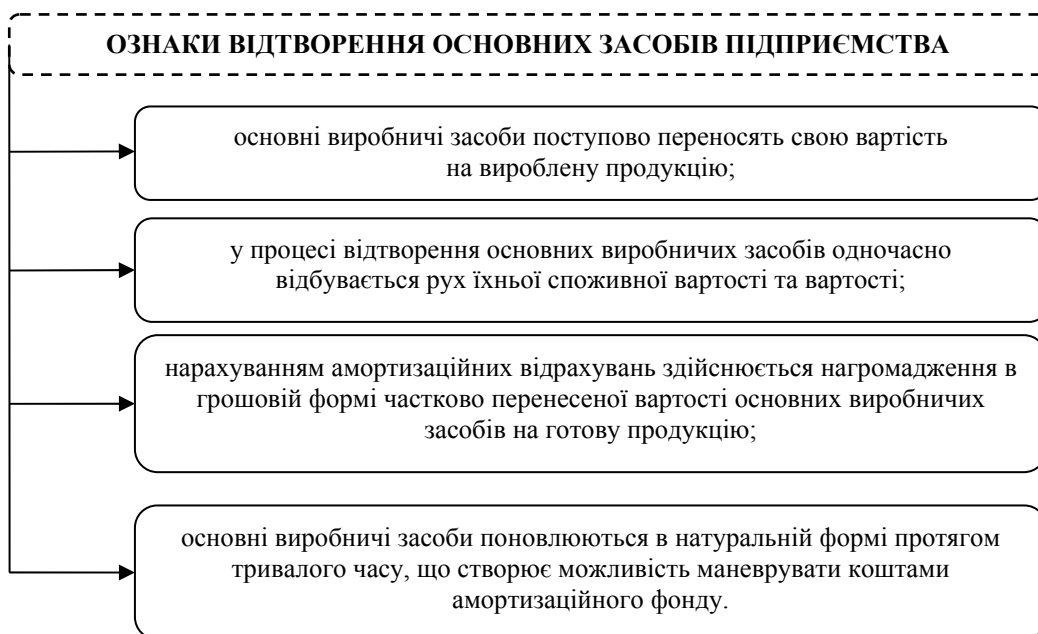 ОЗНАКИ ВІДТВОРЕННЯ ОСНОВНИХ ЗАСОБІВ ПІДПРИЄМСТВА
основні виробничі засоби поступово переносять свою вартість
на вироблену продукцію;
у процесі відтворення основних виробничих засобів одночасно
відбувається рух їхньої споживної вартості та вартості;
нарахуванням амортизаційних відрахувань здійснюється нагромадження в
грошовій формі частково перенесеної вартості основних виробничих
засобів на готову продукцію;
основні виробничі засоби поновлюються в натуральній формі протягом
тривалого часу, що створює можливість маневрувати коштами
амортизаційного фонду.